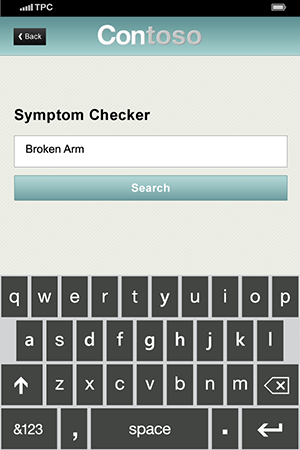 TPC
Back
Contoso
Symptom Checker
Broken Arm
Search
q w e r t y u i o p
a s d f g h j k l
z x c v b n m
&123 , space .